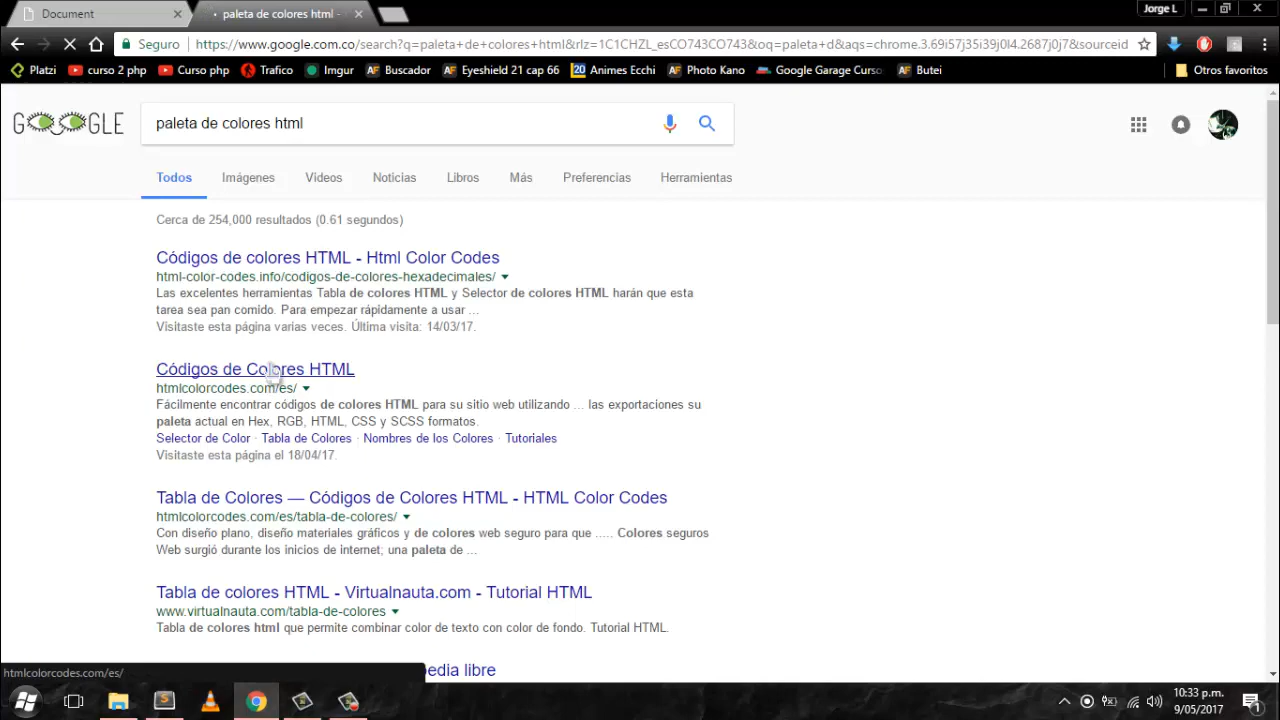 Document
paleta de colores html -
Jorge L
Seguro
https://www.google.com.co/search?q=paleta+de+colores+html&rlz=1C1CHZL_esCO743CO743&oq=paleta+d&aqs=chrome.3.69i57j35i39j0l4.2687j0j7&sourceid
Platzi
curso 2 php
Curso php
Trafico
Imgur
Buscador
Eyeshield 21 cap 66
Animes Ecchi
Photo Kano
Google Garage Curso
Butei
Otros favoritos
GOOGLE
paleta de colores html
Todos
Imágenes
Videos
Noticias
Libros
Más
Preferencias
Herramientas
Cerca de 254,000 resultados (0.61 segundos)
Códigos de colores HTML - Html Color Codes
html-color-codes.info/codigos-de-colores-hexadecimales/
Las excelentes herramientas Tabla de colores HTML y Selector de colores HTML harán que esta
tarea sea pan comido. Para empezar rápidamente a usar ...
Visitaste esta página varias veces. Última visita: 14/03/17.
Códigos de Colores HTML
htmlcolorcodes.com/es/
Fácilmente encontrar códigos de colores HTML para su sitio web utilizando ... las exportaciones su
paleta actual en Hex, RGB, HTML, CSS y SCSS formatos.
Selector de Color · Tabla de Colores · Nombres de los Colores · Tutoriales
Visitaste esta página el 18/04/17.
Tabla de Colores — Códigos de Colores HTML - HTML Color Codes
htmlcolorcodes.com/es/tabla-de-colores/
Con diseño plano, diseño materiales gráficos y de colores web seguro para que ..... Colores seguros
Web surgió durante los inicios de internet; una paleta de ...
Tabla de colores HTML - Virtualnauta.com - Tutorial HTML
www.virtualnauta.com/tabla-de-colores
Tabla de colores html que permite combinar color de texto con color de fondo. Tutorial HTML.
pedia libre
htmlcolorcodes.com/es/
10:33 p.m.
9/05/2017